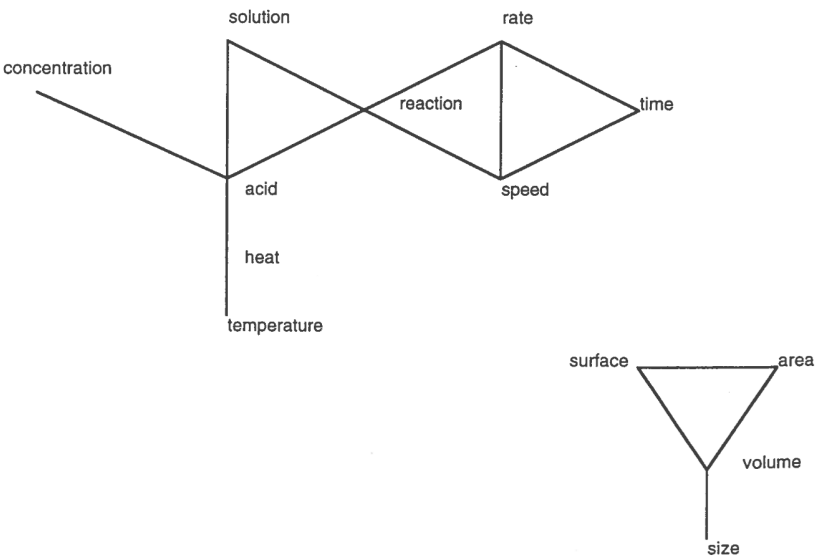 solution
rate
concentration
reaction
time
acid
speed
heat
temperature
surface
area
volume
size